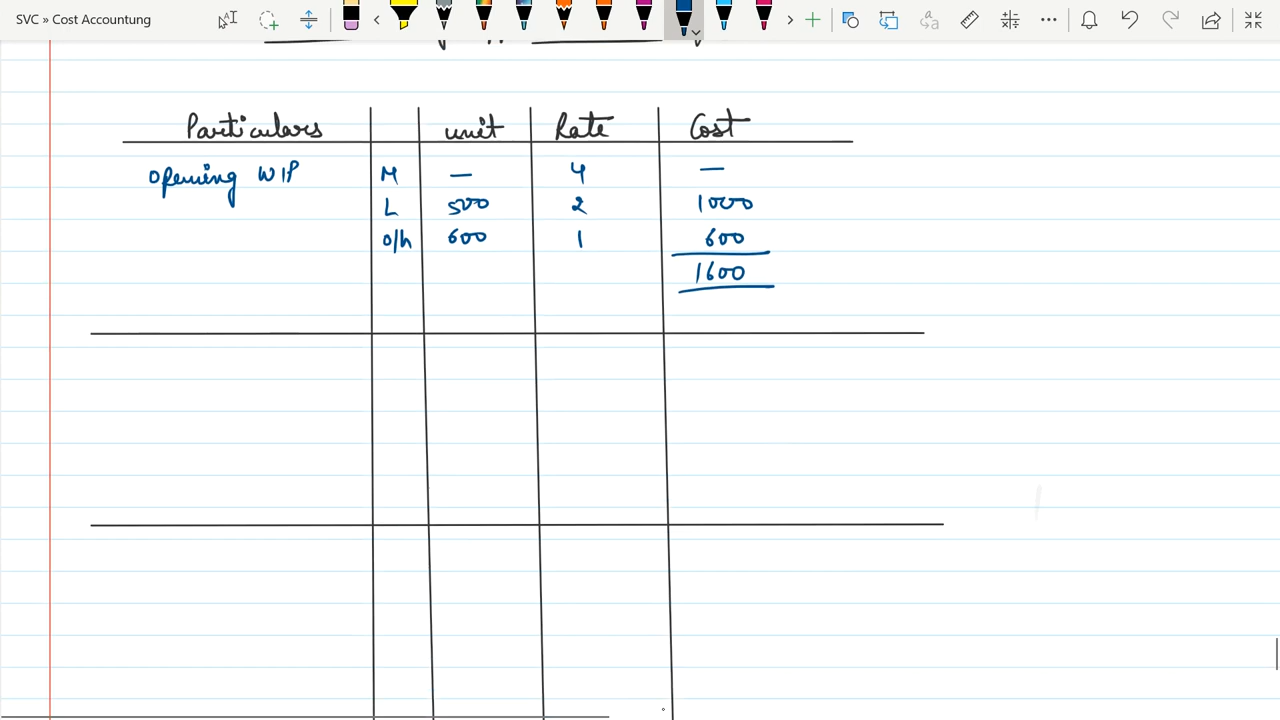 SVC » Cost Accountung
Particulars unit Rate Cost
opening WIP M — 4 —
L 500 2 1000
o/h 600 1 600
1600